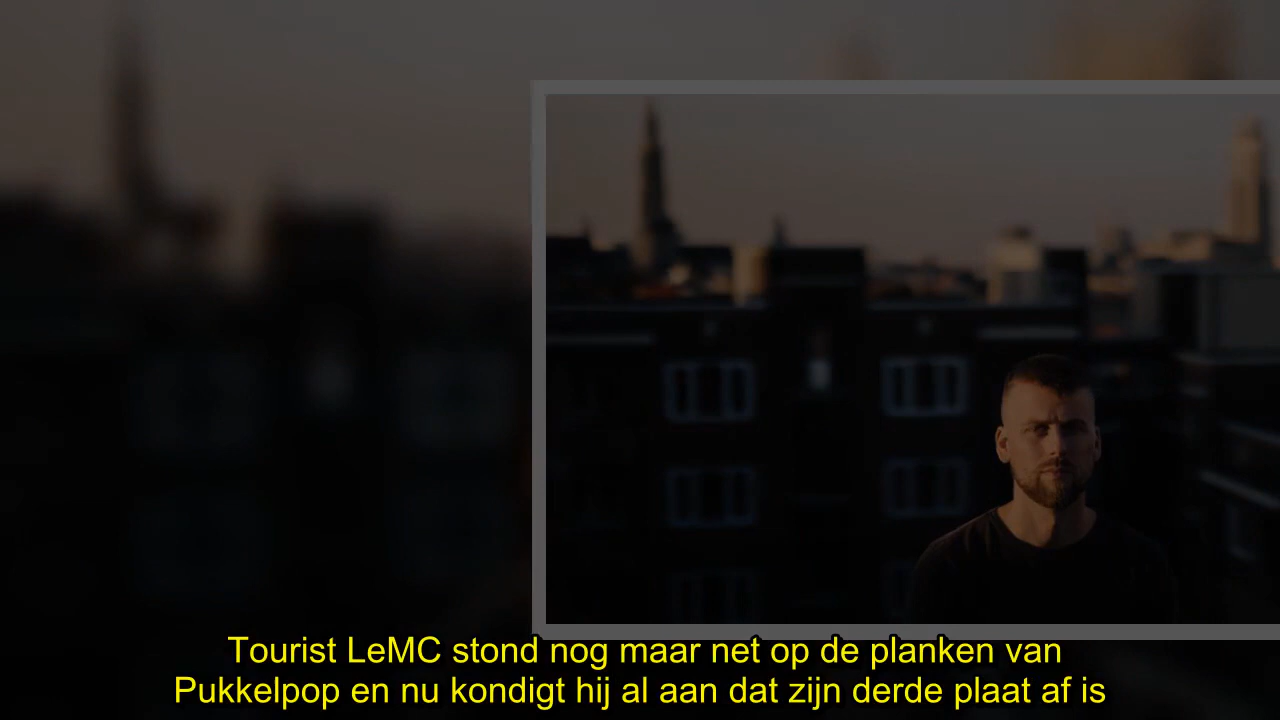 Tourist LeMC stond nog maar net op de planken van
Pukkelpop en nu kondigt hij al aan dat zijn derde plaat af is